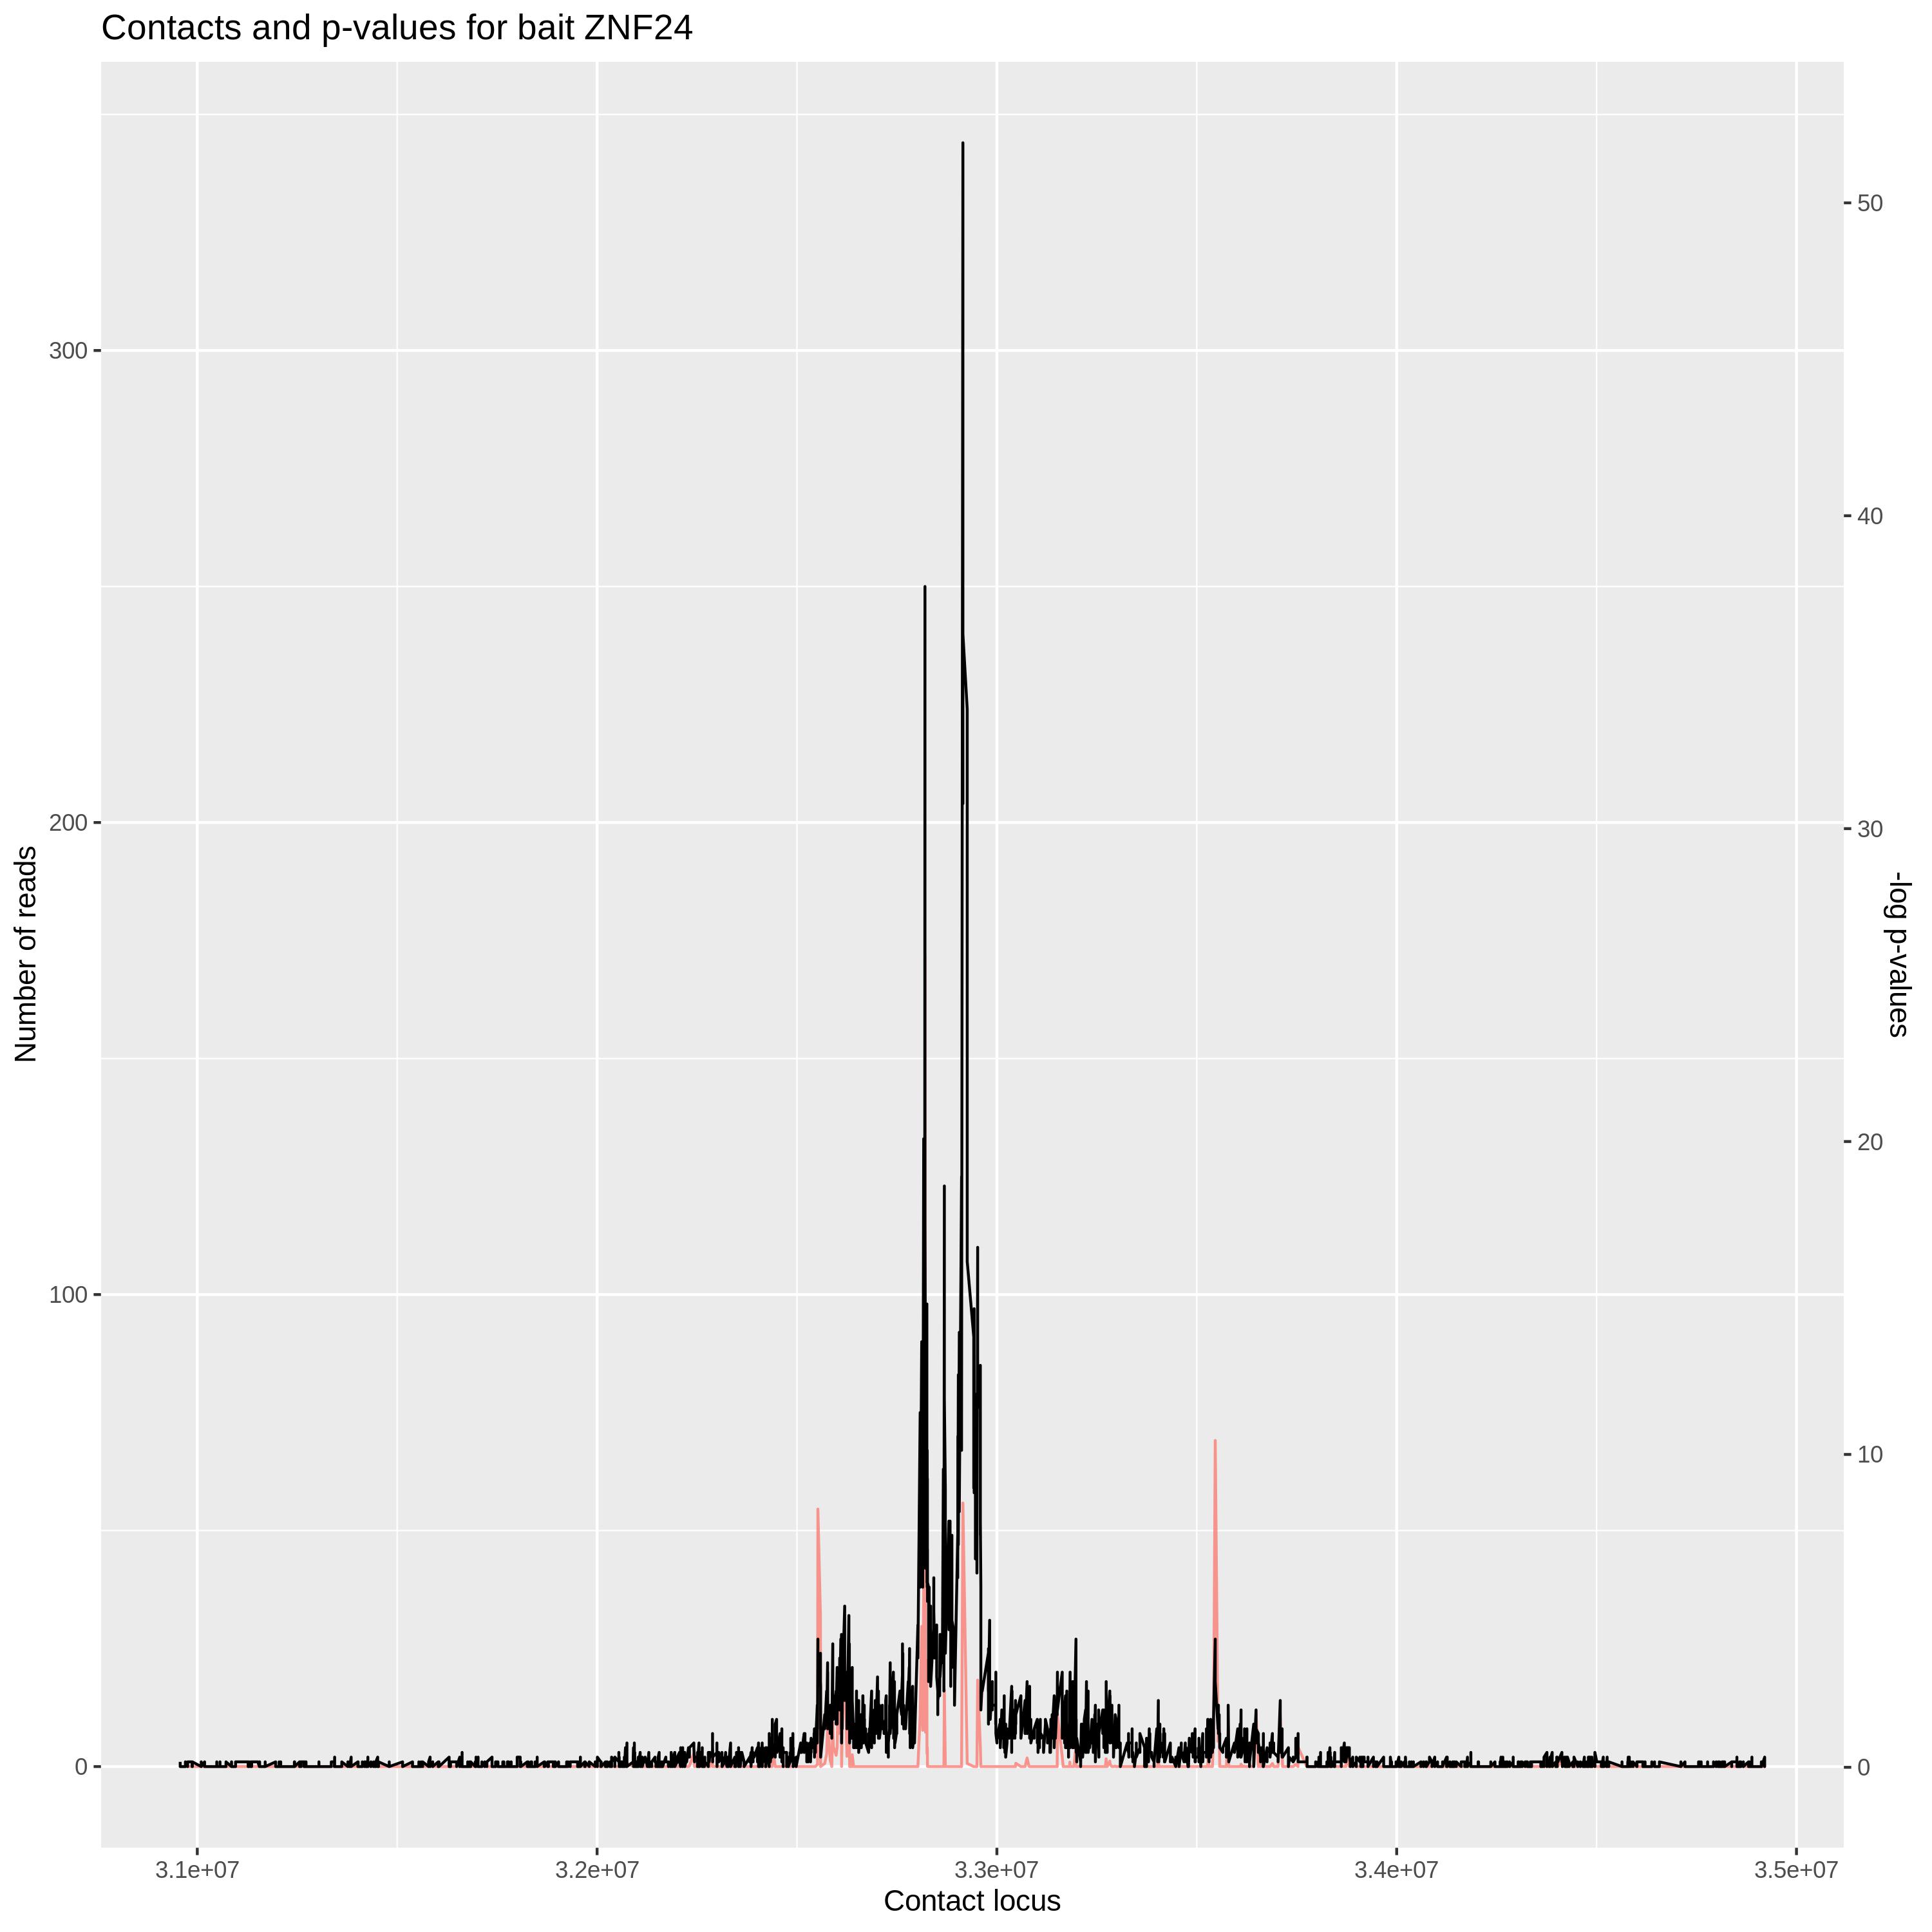 Contacts and p-values for bait ZNF24
300
200
100
0
Number of reads
50
40
30
20
10
0
-log p-values
3.1e+07 3.2e+07 3.3e+07 3.4e+07 3.5e+07
Contact locus